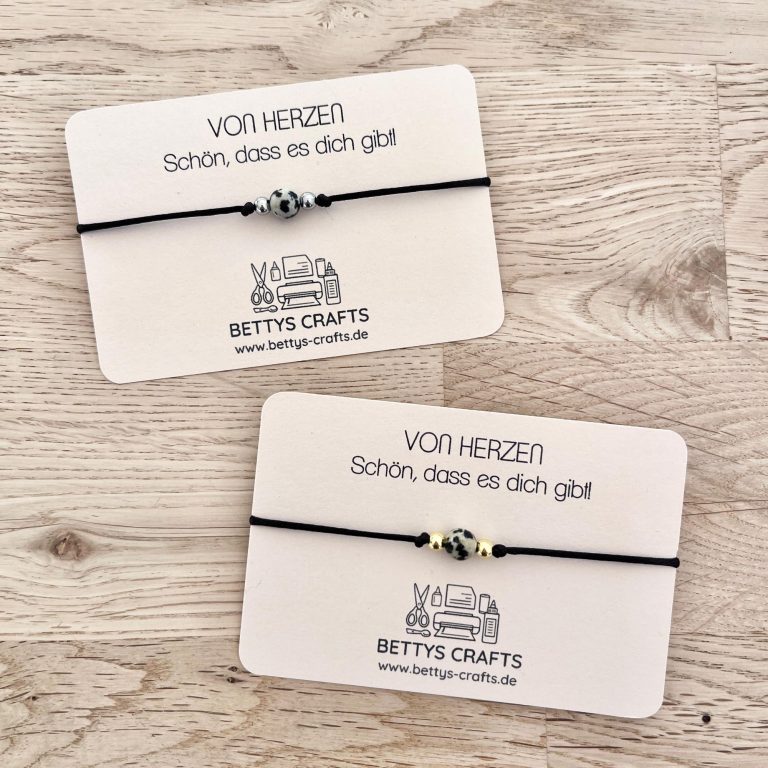 VON HERZEN
Schön, dass es dich gibt!
BETTYS CRAFTS
www.bettys-crafts.de
VON HERZEN
Schön, dass es dich gibt!
BETTYS CRAFTS
www.bettys-crafts.de